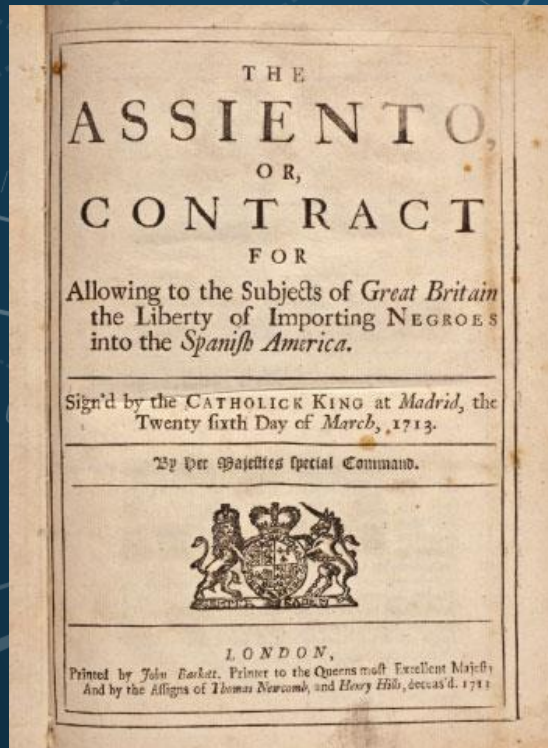 THE
ASSIENTO,
OR,
CONTRACT
FOR
Allowing to the Subjects of Great Britain
the Liberty of Importing NEGROES
into the Spaniſh America.
Sign'd by the CATHOLICK KING at Madrid, the
Twenty ſixth Day of March, 1713.
By Her Majeſties ſpecial Command.
SEMPER EADEM
LONDON,
Printed by John Baskett, Printer to the Queens moſt Excellent Majeſty
And by the Aſſigns of Thomas Newcomb, and Henry Hills, deceas'd. 1713